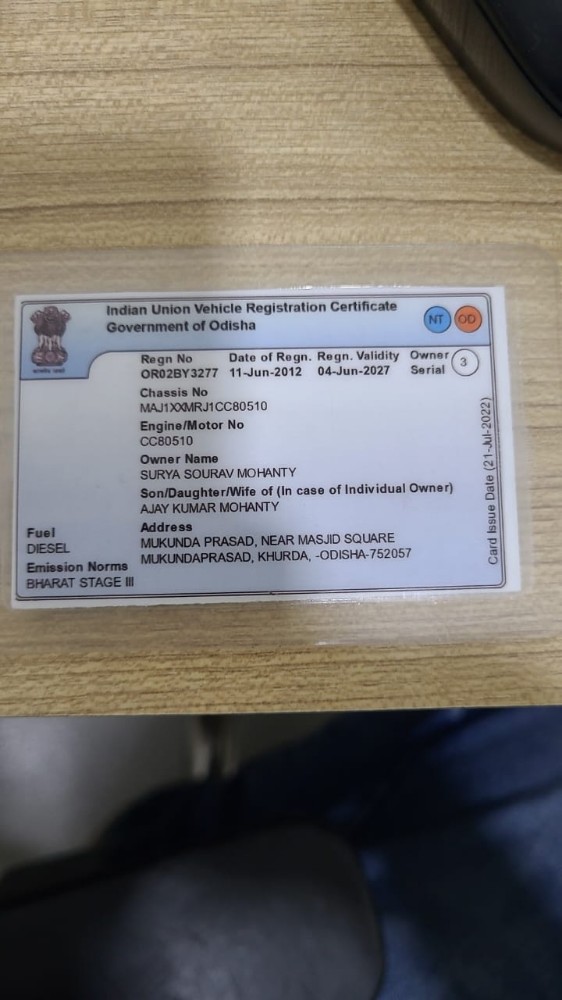 Indian Union Vehicle Registration Certificate
Government of Odisha
NT OD
Regn No Date of Regn. Regn. Validity Owner Serial 3
OR02BY3277 11-Jun-2012 04-Jun-2027
Chassis No
MAJ1XXMRJ1CC80510
Engine/Motor No
CC80510
Owner Name
SURYA SOURAV MOHANTY
Son/Daughter/Wife of (In case of Individual Owner)
AJAY KUMAR MOHANTY
Fuel
DIESEL
Emission Norms
BHARAT STAGE III
Address
MUKUNDA PRASAD, NEAR MASJID SQUARE
MUKUNDAPRASAD, KHURDA, -ODISHA-752057
Card Issue Date (21-Jul-2022)